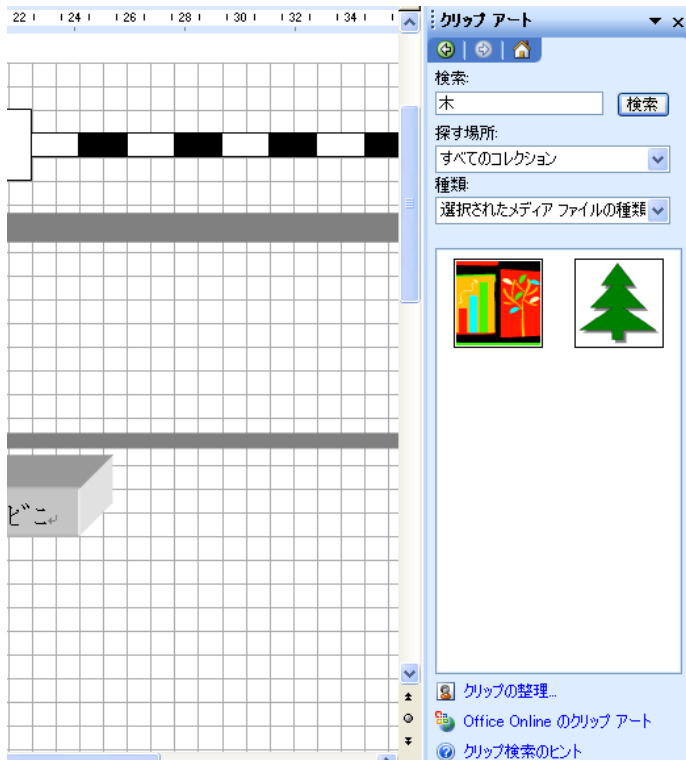 22 24 26 28 30 32 34
クリップ アート
検索:
木
検索
探す場所:
すべてのコレクション
種類:
選択されたメディア ファイルの種類
ビニ
クリップの整理...
Office Online のクリップ アート
クリップ検索のヒント